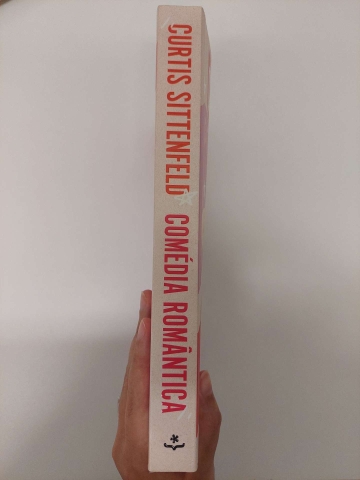 CURTIS SITTENFELD
COMÉDIA ROMÂNTICA